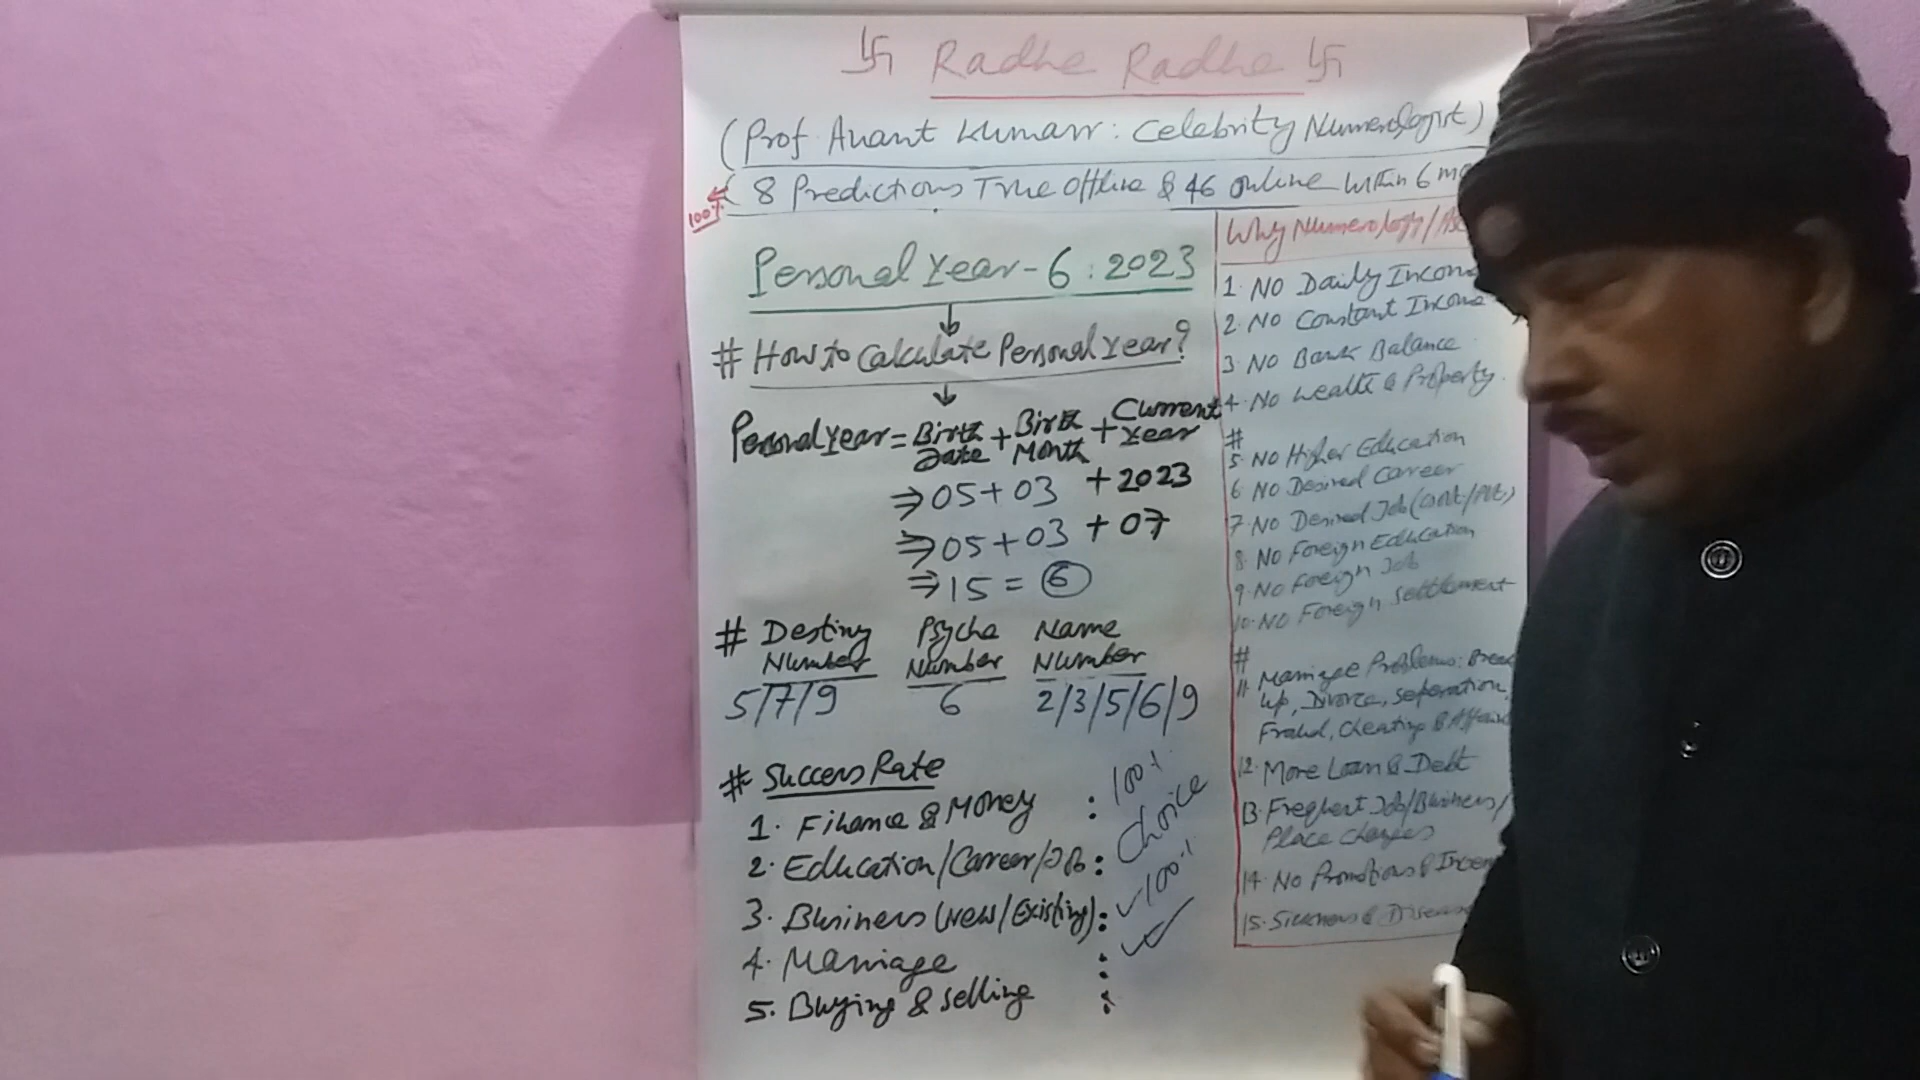 卐 Radhe Radhe 卐
(Prof. Anant Kumarr: Celebrity Numerologist)
8 Predictions True Offline & 46 online within 6 mo
100%
Personal Year - 6 : 2023
# How to Calculate Personal Year?
Personal Year = Birth Date + Birth Month + Current Year
⇒ 05 + 03 + 2023
⇒ 05 + 03 + 07
⇒ 15 = 6
# Destiny Number Psyche Number Name Number
5/7/9 6 2/3/5/6/9
# Success Rate
1. Finance & Money : 100%
2. Education/Career/Job : Choice
3. Business (New/Existing) : ✓100%
4. Marriage : ✓
5. Buying & Selling :
Why Numerology/
1. No Daily Income
2. No Constant Income
3. No Bank Balance
4. No Wealth & Property.
#
5. No Higher Education
6. No Desired Career
7. No Desired Job (Govt./Pvt.)
8. No Foreign Education
9. No Foreign Job
10. No Foreign Settlement
#
11. Marriage Problems: Break
up, Divorce, Seperation,
Fraud, Cheating & Affairs
12. More Loan & Debt
13. Frequent Job/Business/
Place Changes
14. No Promotions &
15. Sickness & Disease